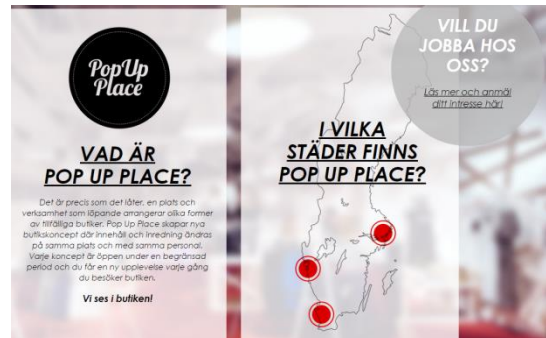 PopUp
Place
VAD ÄR
POP UP PLACE?
Det är precis som det låter, en plats och
verksamhet som löpande arrangerar olika former
av tillfälliga butiker. Pop Up Place skapar nya
butikskoncept där innehåll och inredning ändras
på samma plats och med samma personal.
Varje koncept är öppen under en begränsad
period och du får en ny upplevelse varje gång
du besöker butiken.
Vi ses i butiken!
I VILKA
STÄDER FINNS
POP UP PLACE?
VILL DU
JOBBA HOS
OSS?
Läs mer och anmäl
ditt intresse här!